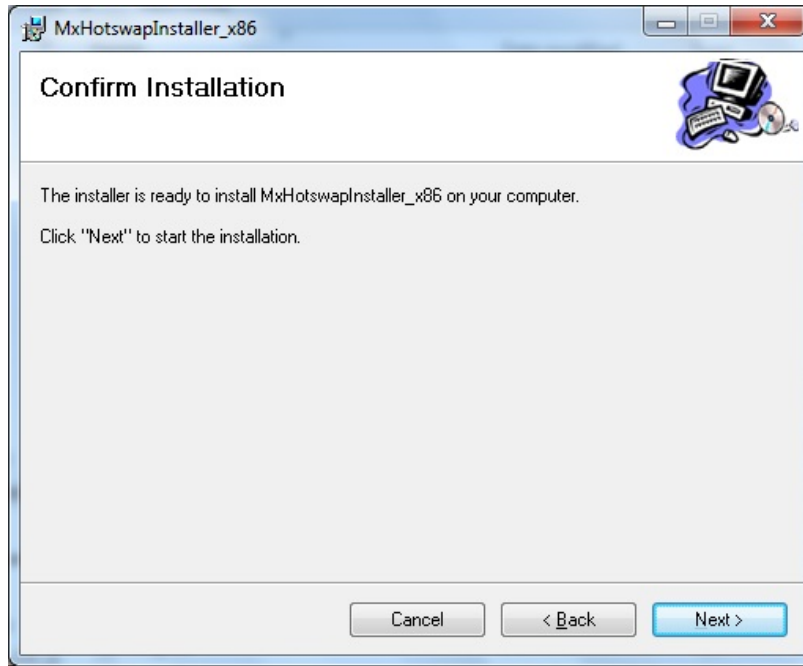 MxHotswapInstaller_x86
Confirm Installation
The installer is ready to install MxHotswapInstaller_x86 on your computer.
Click "Next" to start the installation.
Cancel
< Back
Next >